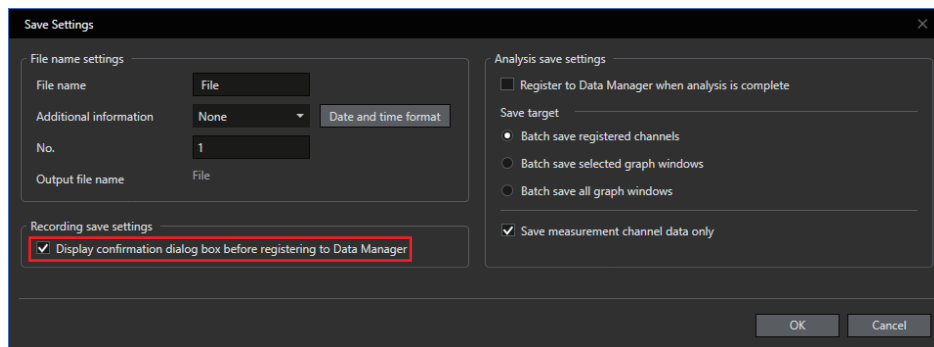 Save Settings
File name settings
File name
File
Additional information
None
Date and time format
No.
1
Output file name
File
Recording save settings
Display confirmation dialog box before registering to Data Manager
Analysis save settings
Register to Data Manager when analysis is complete
Save target
Batch save registered channels
Batch save selected graph windows
Batch save all graph windows
Save measurement channel data only
OK
Cancel